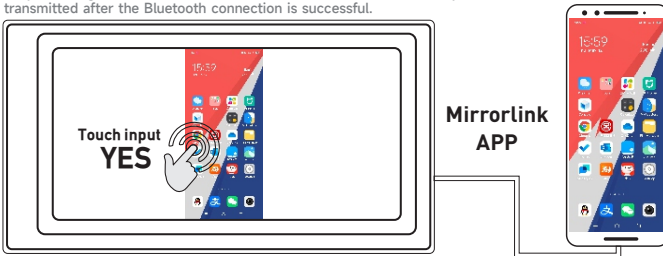 transmitted after the Bluetooth connection is successful.
15:59
15:59
Touch input
YES
Mirrorlink
APP